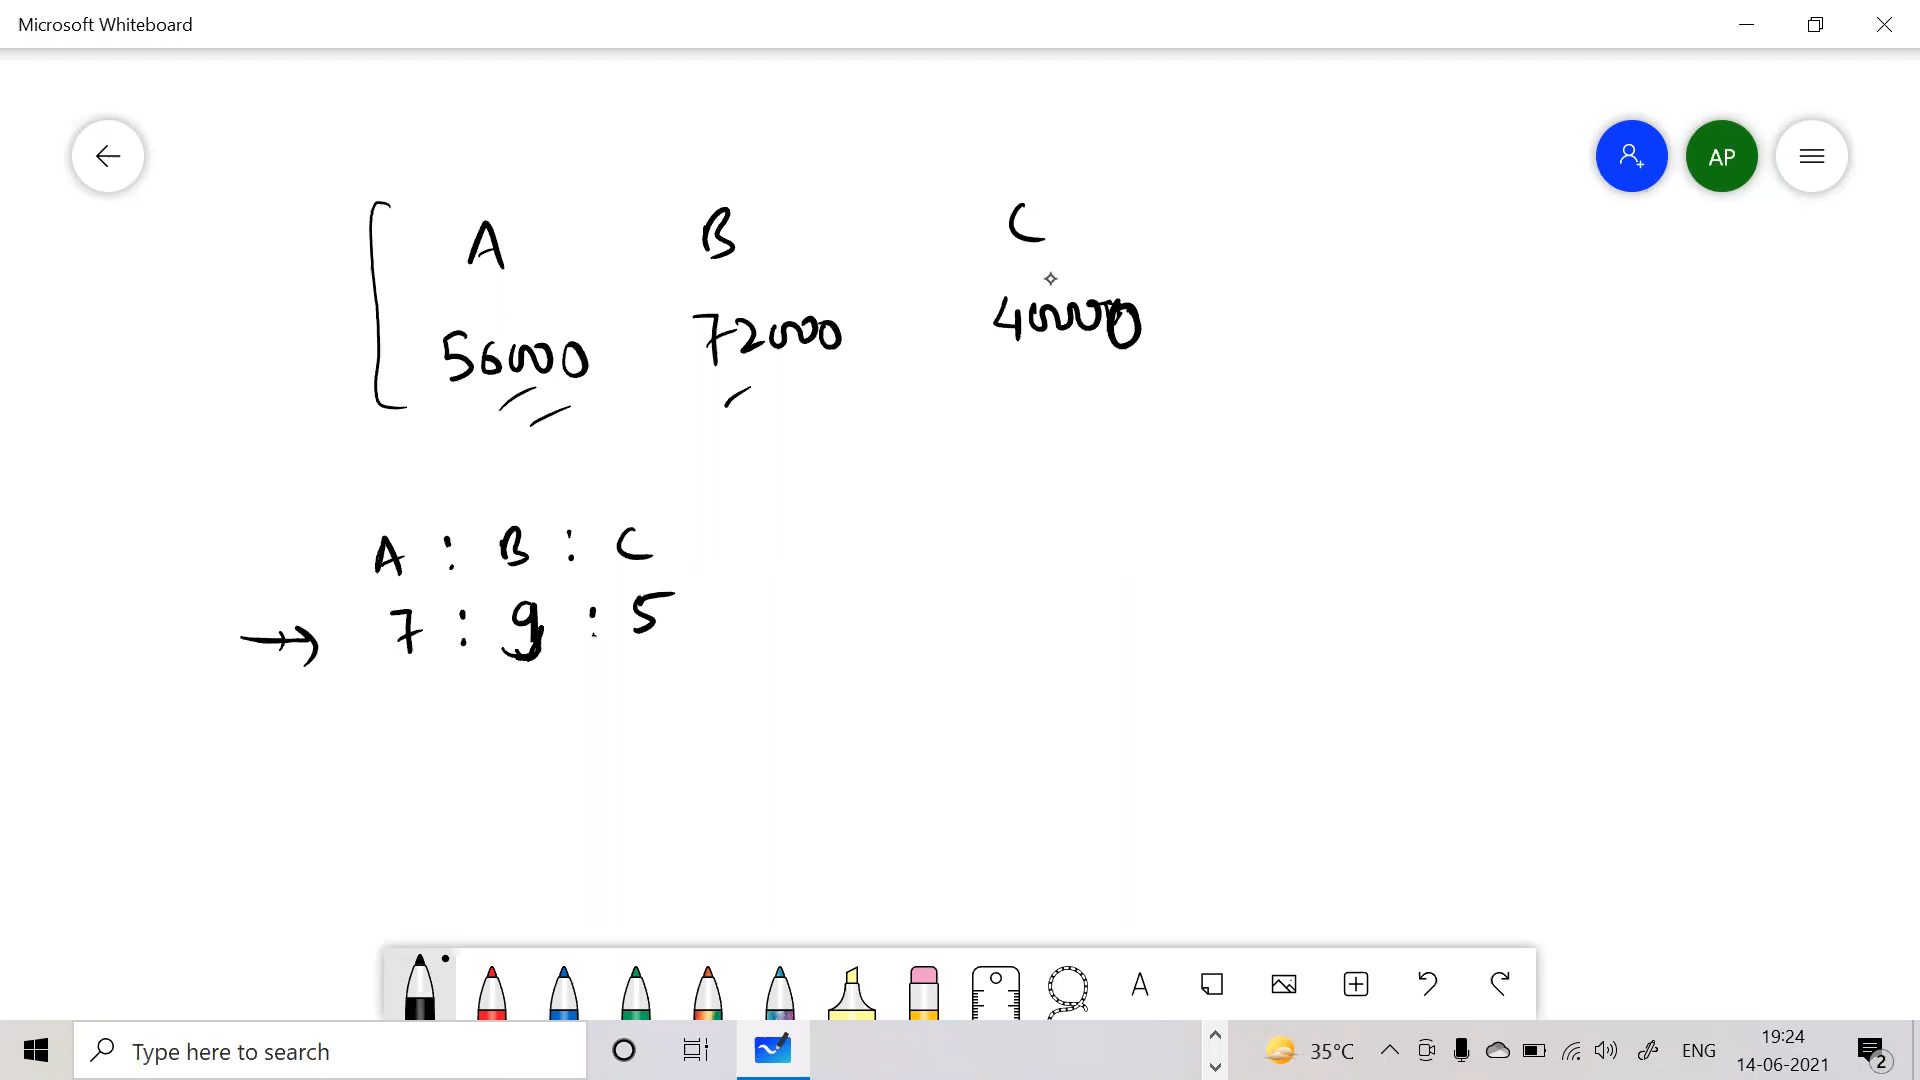 Microsoft Whiteboard
AP
A B C
56000 72000 40000
A : B : C
7 : 9 : 5
A
Type here to search
35°C
ENG
19:24
14-06-2021
2